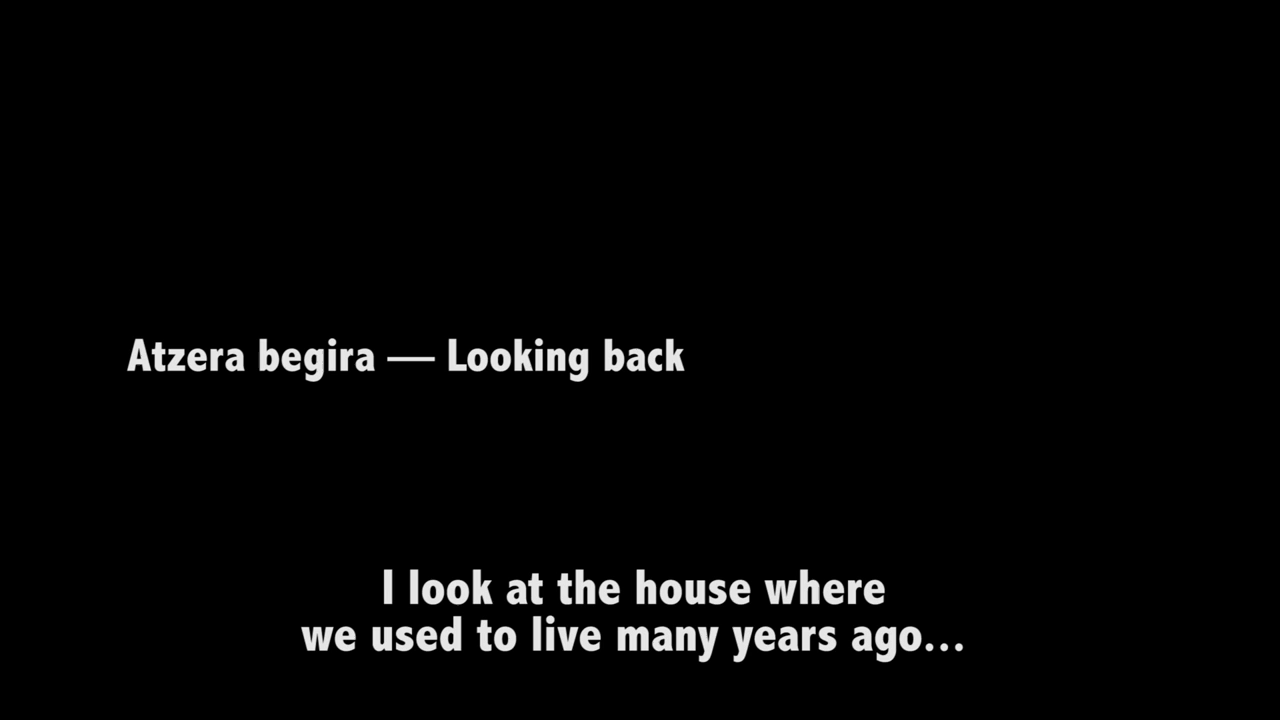 Atzera begira — Looking back
I look at the house where
we used to live many years ago...